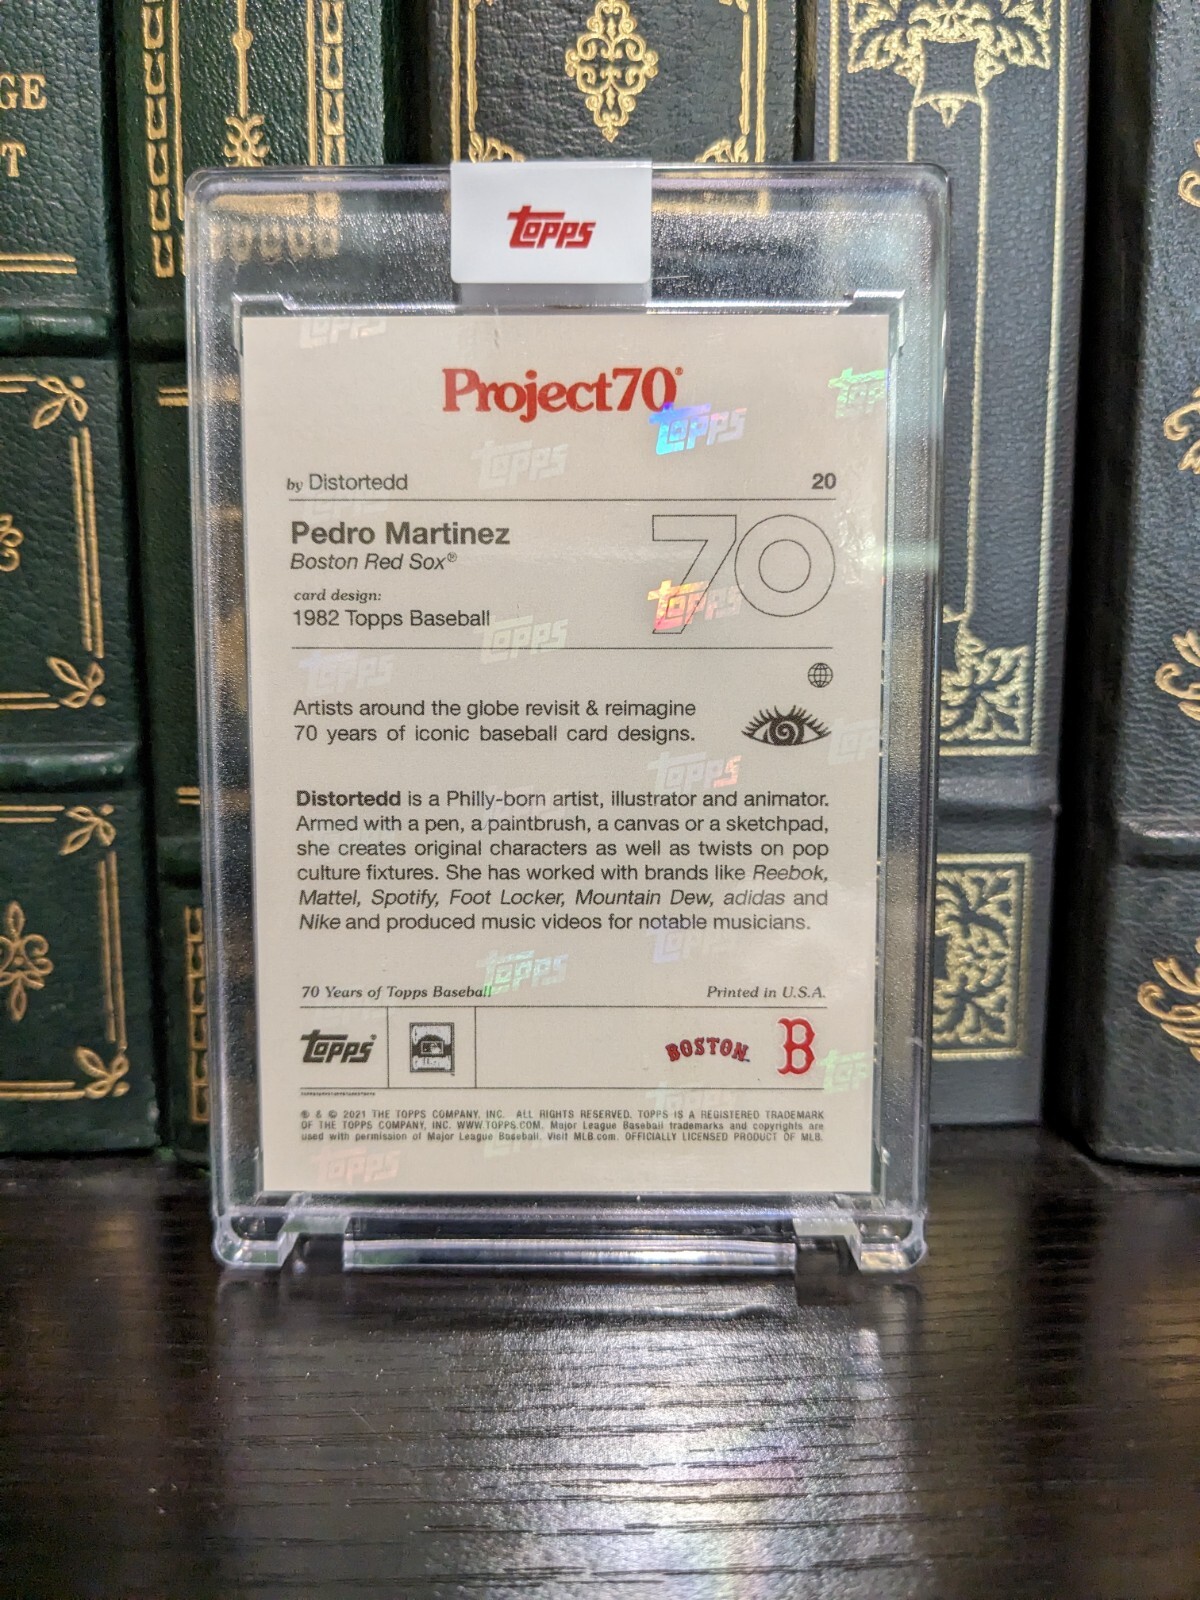 GE
T
Topps
Project70®
by Distortedd 20
Pedro Martinez
Boston Red Sox®
70
card design:
1982 Topps Baseball
Artists around the globe revisit & reimagine
70 years of iconic baseball card designs.
Distortedd is a Philly-born artist, illustrator and animator.
Armed with a pen, a paintbrush, a canvas or a sketchpad,
she creates original characters as well as twists on pop
culture fixtures. She has worked with brands like Reebok,
Mattel, Spotify, Foot Locker, Mountain Dew, adidas and
Nike and produced music videos for notable musicians.
70 Years of Topps Baseball Printed in U.S.A.
Topps® BOSTON B
® & © 2021 THE TOPPS COMPANY, INC. ALL RIGHTS RESERVED. TOPPS IS A REGISTERED TRADEMARK
OF THE TOPPS COMPANY, INC. WWW.TOPPS.COM. Major League Baseball trademarks and copyrights are
used with permission of Major League Baseball. Visit MLB.com. OFFICIALLY LICENSED PRODUCT OF MLB.